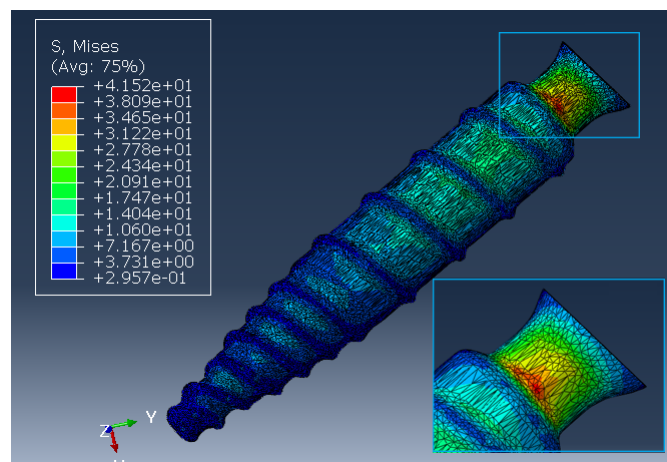 S, Mises
(Avg: 75%)
+4.152e+01
+3.809e+01
+3.465e+01
+3.122e+01
+2.778e+01
+2.434e+01
+2.091e+01
+1.747e+01
+1.404e+01
+1.060e+01
+7.167e+00
+3.731e+00
+2.957e-01
Z
Y